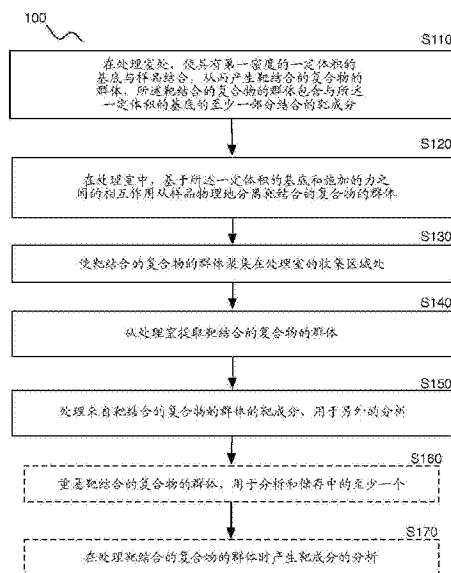 100
S110
在处理室处，使具有第一密度的一定体积的
基底与样品结合，从而产生靶结合的复合物的
群体，所述靶结合的复合物的群体包含与所述
一定体积的基底的至少一部分结合的靶成分
S120
在处理室中，基于所述一定体积的基底和施加的力之
间的相互作用从样品物理地分离靶结合的复合物的群体
S130
使靶结合的复合物的群体聚集在处理室的收集区域处
S140
从处理室提取靶结合的复合物的群体
S150
处理来自靶结合的复合物的群体的靶成分，用于另外的分析
S160
重悬靶结合的复合物的群体，用于分析和储存中的至少一个
S170
在处理靶结合的复合物的群体时产生靶成分的分析